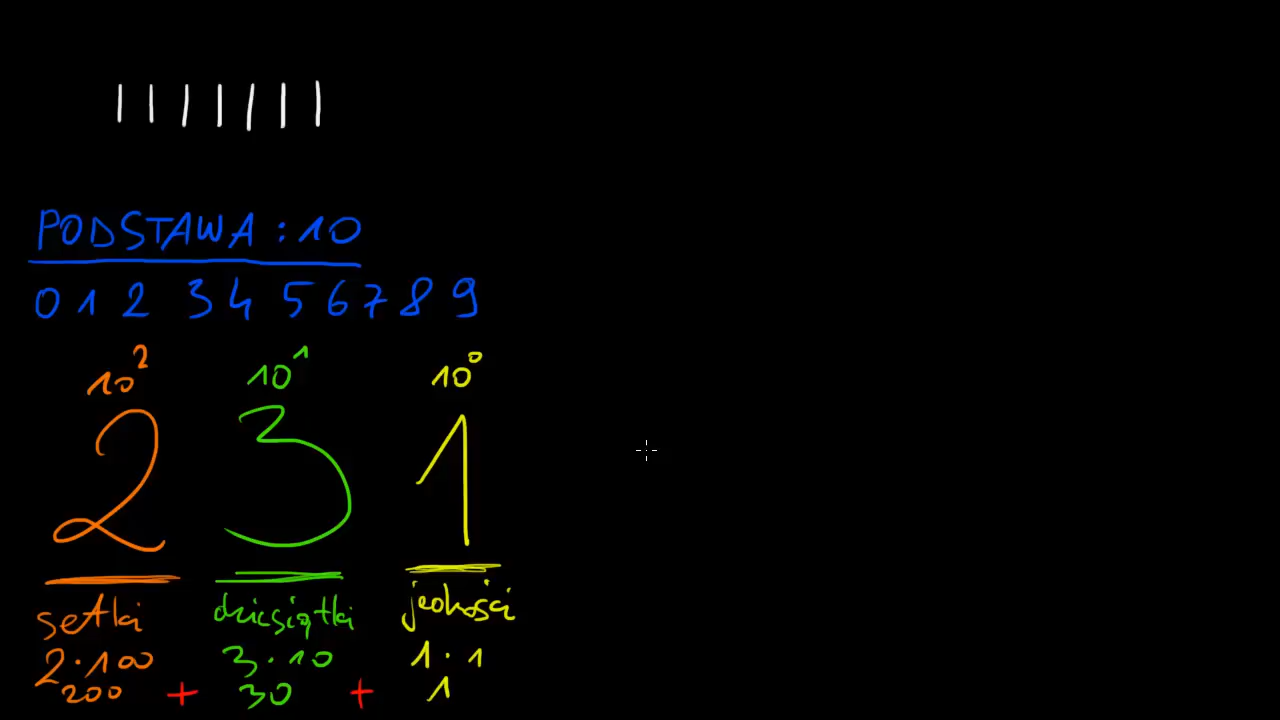 | | | | | | |
PODSTAWA : 10
0 1 2 3 4 5 6 7 8 9
10² 10¹ 10⁰
2 3 1
setki dziesiątki jedności
2·100 3·10 1·1
200 + 30 + 1